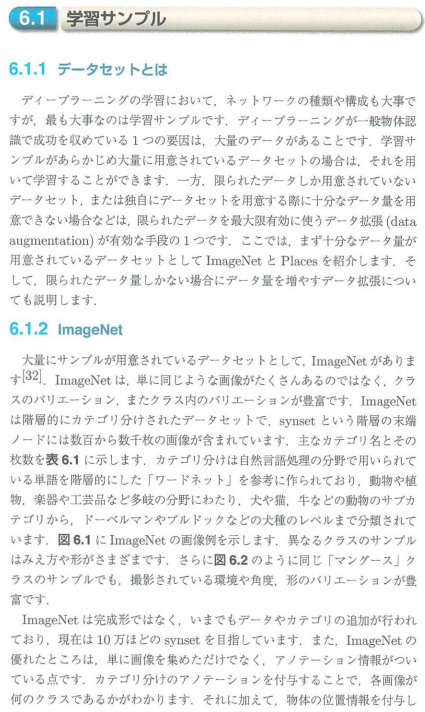 6.1 学習サンプル
6.1.1 データセットとは
ディープラーニングの学習において，ネットワークの種類や構成も大事で
すが，最も大事なのは学習サンプルです．ディープラーニングが一般物体認
識で成功を収めている１つの要因は，大量のデータがあることです．学習サ
ンプルがあらかじめ大量に用意されているデータセットの場合は，それを用
いて学習することができます．一方，限られたデータしか用意されていない
データセット，または独自にデータセットを用意する際に十分なデータ量を用
意できない場合などは，限られたデータを最大限有効に使うデータ拡張 (data
augmentation) が有効な手段の１つです．ここでは，まず十分なデータ量が
用意されているデータセットとして ImageNet と Places を紹介します．そ
して，限られたデータ量しかない場合にデータ量を増やすデータ拡張につい
ても説明します．
6.1.2 ImageNet
大量にサンプルが用意されているデータセットとして，ImageNet がありま
す[32]．ImageNet は，単に同じような画像がたくさんあるのではなく，クラ
スのバリエーション，またクラス内のバリエーションが豊富です．ImageNet
は階層的にカテゴリ分けされたデータセットで，synset という階層の末端
ノードには数百から数千枚の画像が含まれています．主なカテゴリ名とその
枚数を表 6.1 に示します．カテゴリ分けは自然言語処理の分野で用いられて
いる単語を階層的にした「ワードネット」を参考に作られており，動物や植
物，楽器や工芸品など多岐の分野にわたり，犬や猫，牛などの動物のサブカ
テゴリから，ドーベルマンやブルドックなどの犬種のレベルまで分類されて
います．図 6.1 に ImageNet の画像例を示します．異なるクラスのサンプル
はみえ方や形がさまざまです．さらに図 6.2 のように同じ「マングース」ク
ラスのサンプルでも，撮影されている環境や角度，形のバリエーションが豊
富です．
ImageNet は完成形ではなく，いまでもデータやカテゴリの追加が行われ
ており，現在は 10 万ほどの synset を目指しています．また，ImageNet の
優れたところは，単に画像を集めただけでなく，アノテーション情報がつい
ている点です．カテゴリ分けのアノテーションを付与することで，各画像が
何のクラスであるかがわかります．それに加えて，物体の位置情報を付与し